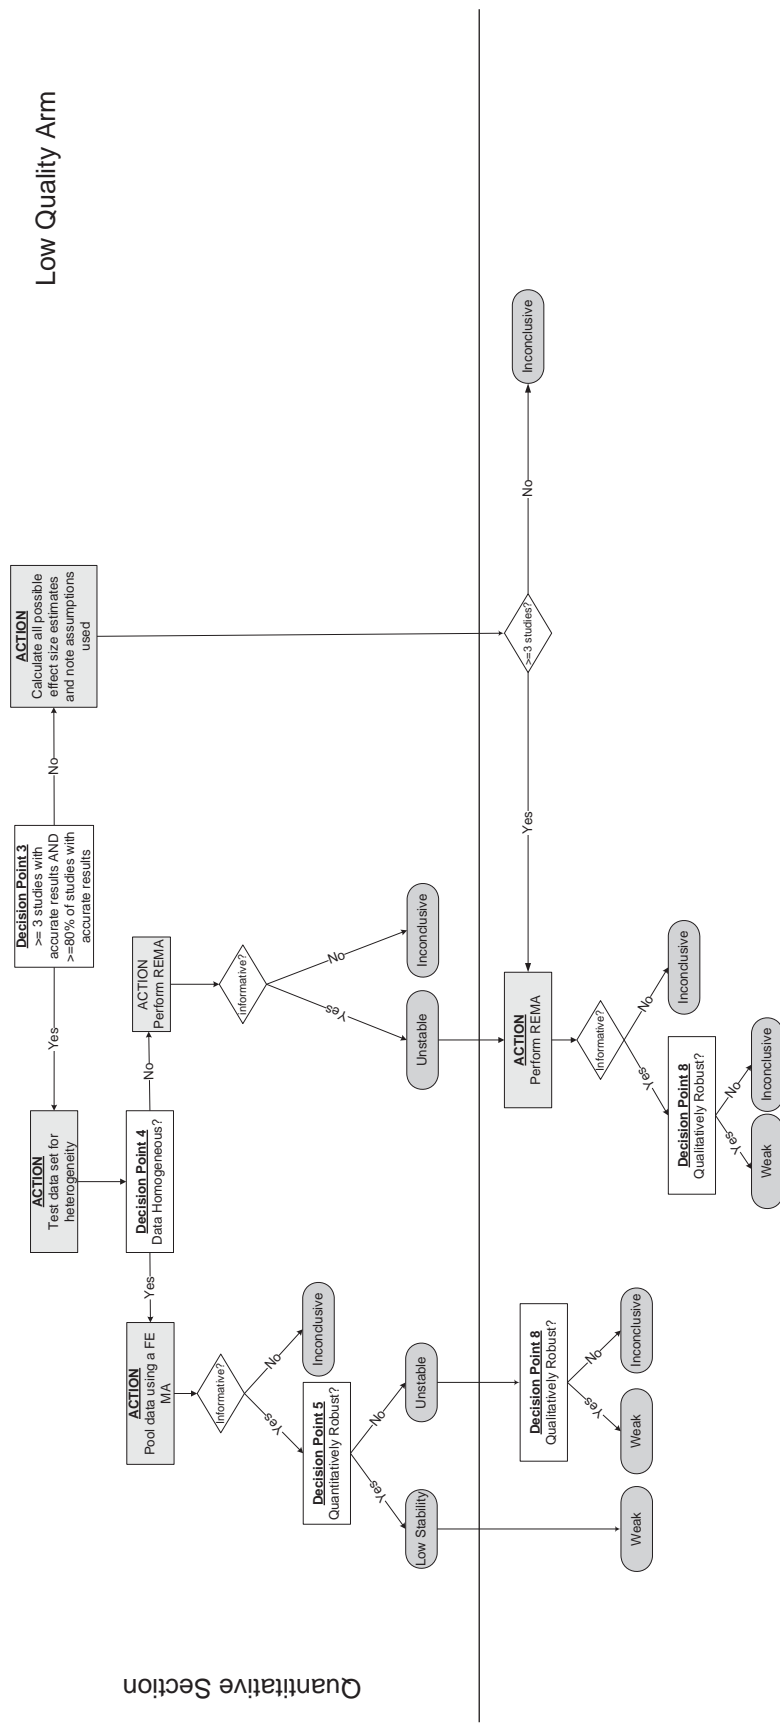 Low Quality Arm
Quantitative Section
Decision Point 3
>= 3 studies with
accurate results AND
>=80% of studies with
accurate results
Yes
No
ACTION
Test data set for
heterogeneity
ACTION
Calculate all possible
effect size estimates
and note assumptions
used
Decision Point 4
Data Homogeneous?
Yes
No
ACTION
Pool data using a FE
MA
ACTION
Perform REMA
Informative?
Yes
No
Informative?
Yes
No
Inconclusive
Decision Point 5
Quantitatively Robust?
Yes
No
Low Stability
Unstable
Unstable
Inconclusive
>=3 studies?
Yes
No
Inconclusive
ACTION
Perform REMA
Decision Point 8
Qualitatively Robust?
Yes
No
Informative?
Yes
No
Weak
Weak
Inconclusive
Decision Point 8
Qualitatively Robust?
Inconclusive
Yes
No
Weak
Inconclusive